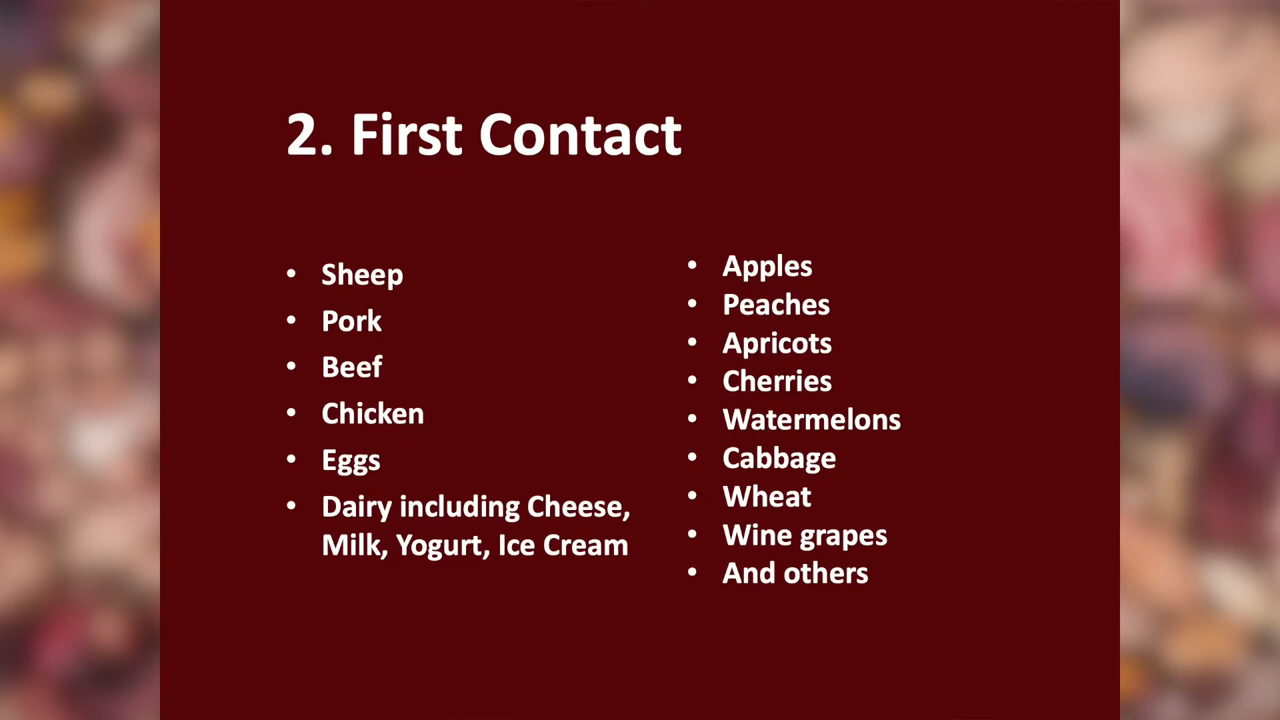 2. First Contact
• Sheep
• Pork
• Beef
• Chicken
• Eggs
• Dairy including Cheese,
Milk, Yogurt, Ice Cream
• Apples
• Peaches
• Apricots
• Cherries
• Watermelons
• Cabbage
• Wheat
• Wine grapes
• And others